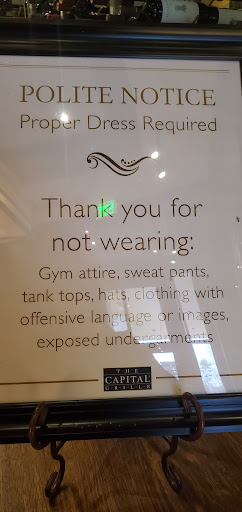 POLITE NOTICE
Proper Dress Required
Thank you for
not wearing:
Gym attire, sweat pants,
tank tops, hats, clothing with
offensive language or images,
exposed undergarments
THE
CAPITAL
GRILLE